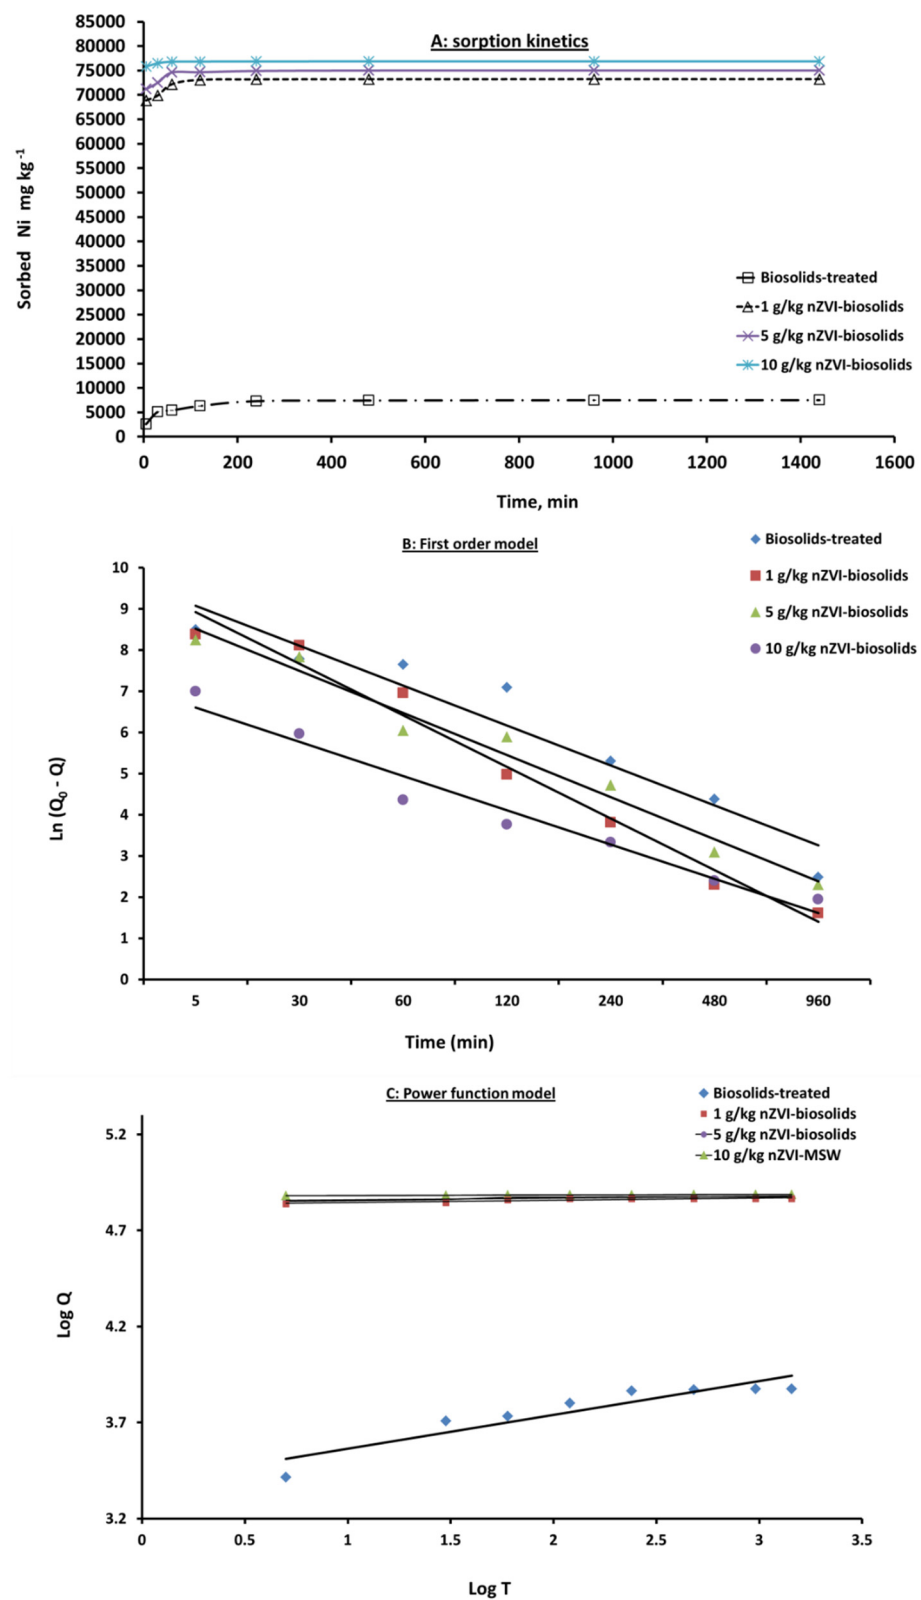 A: sorption kinetics
85000
80000
75000
70000
65000
60000
55000
50000
45000
40000
35000
30000
25000
20000
15000
10000
5000
0
Sorbed Ni mg kg-1
Biosolids-treated
1 g/kg nZVI-biosolids
5 g/kg nZVI-biosolids
10 g/kg nZVI-biosolids
0 200 400 600 800 1000 1200 1400 1600
Time, min
B: First order model
Biosolids-treated
1 g/kg nZVI-biosolids
5 g/kg nZVI-biosolids
10 g/kg nZVI-biosolids
10
9
8
7
6
5
4
3
2
1
0
Ln (Q0 - Q)
5 30 60 120 240 480 960
Time (min)
C: Power function model
Biosolids-treated
1 g/kg nZVI-biosolids
5 g/kg nZVI-biosolids
10 g/kg nZVI-MSW
5.2
4.7
4.2
3.7
3.2
Log Q
0 0.5 1 1.5 2 2.5 3 3.5
Log T